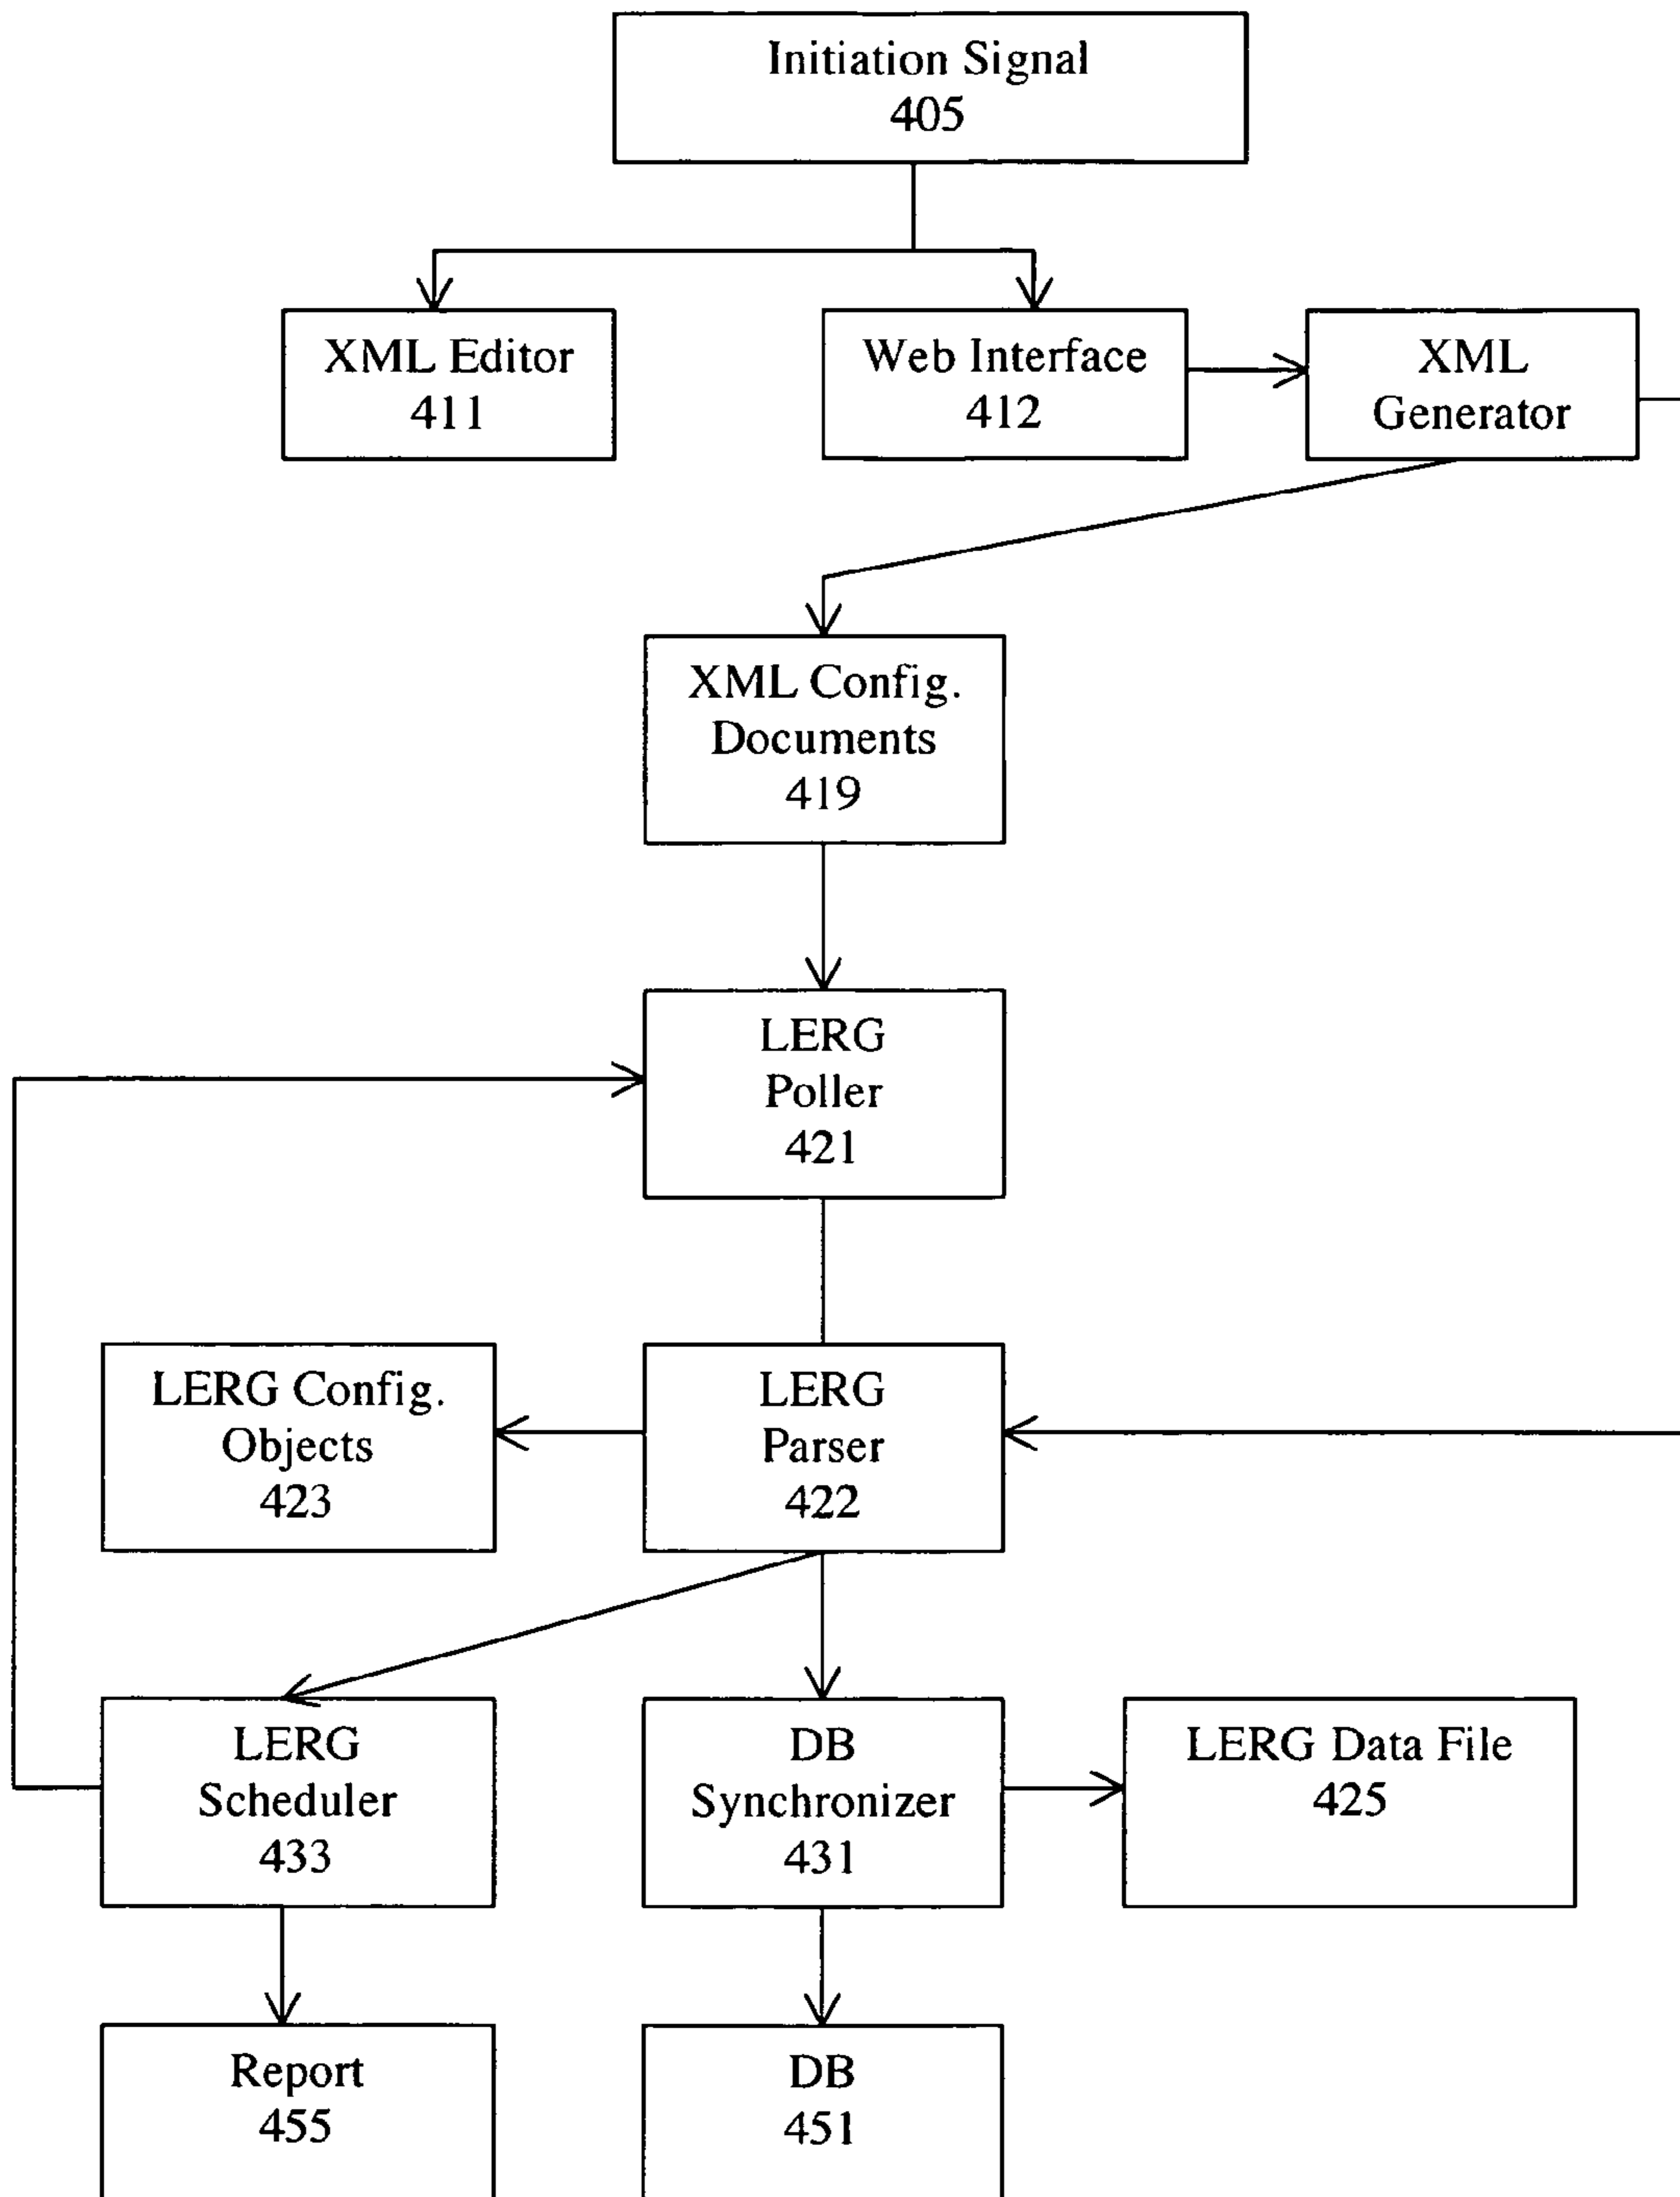 Initiation Signal
405
XML Editor
411
Web Interface
412
XML
Generator
XML Config.
Documents
419
LERG
Poller
421
LERG Config.
Objects
423
LERG
Parser
422
LERG
Scheduler
433
DB
Synchronizer
431
LERG Data File
425
Report
455
DB
451